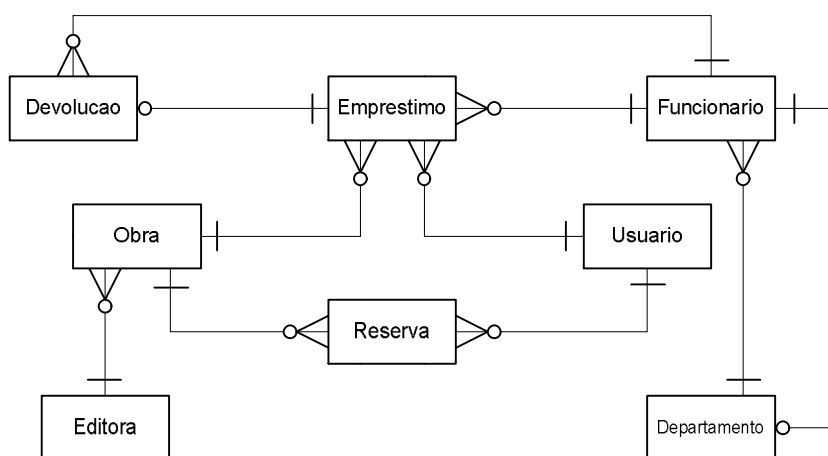 Devolucao
Emprestimo
Funcionario
Obra
Usuario
Reserva
Editora
Departamento